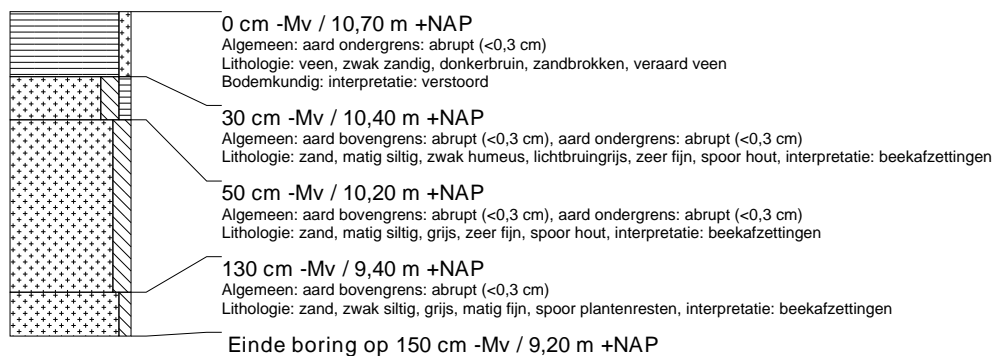 0 cm -Mv / 10,70 m +NAP
Algemeen: aard ondergrens: abrupt (<0,3 cm)
Lithologie: veen, zwak zandig, donkerbruin, zandbrokken, veraard veen
Bodemkundig: interpretatie: verstoord
30 cm -Mv / 10,40 m +NAP
Algemeen: aard bovengrens: abrupt (<0,3 cm), aard ondergrens: abrupt (<0,3 cm)
Lithologie: zand, matig siltig, zwak humeus, lichtbruingrijs, zeer fijn, spoor hout, interpretatie: beekafzettingen
50 cm -Mv / 10,20 m +NAP
Algemeen: aard bovengrens: abrupt (<0,3 cm), aard ondergrens: abrupt (<0,3 cm)
Lithologie: zand, matig siltig, grijs, zeer fijn, spoor hout, interpretatie: beekafzettingen
130 cm -Mv / 9,40 m +NAP
Algemeen: aard bovengrens: abrupt (<0,3 cm)
Lithologie: zand, zwak siltig, grijs, matig fijn, spoor plantenresten, interpretatie: beekafzettingen
Einde boring op 150 cm -Mv / 9,20 m +NAP